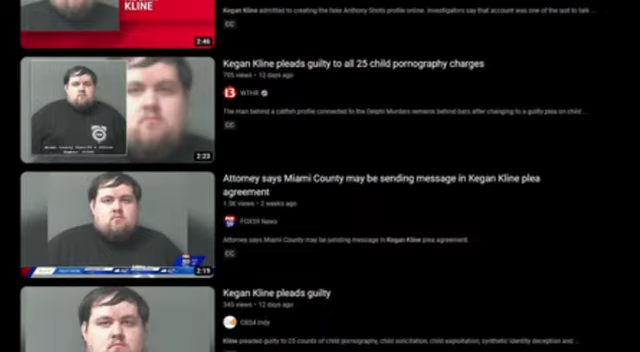 KLINE
2:46
Kegan Kline admitted to creating the fake Anthony Shots profile online. Investigators say that account was one of the last to talk ...
CC
Kegan Kline pleads guilty to all 25 child pornography charges
705 views • 12 days ago
13 WTHR
The man behind a catfish profile connected to the Delphi Murders remains behind bars after changing to a guilty plea on child ...
CC
2:23
Attorney says Miami County may be sending message in Kegan Kline plea
agreement
1.5K views • 2 weeks ago
FOX59 News
Attorney says Miami County may be sending message in Kegan Kline plea agreement.
CC
2:19
Kegan Kline pleads guilty
345 views • 12 days ago
CBS4 Indy
Kline pleaded guilty to 25 counts of child pornography, child solicitation, child exploitation, synthetic identity deception and ...